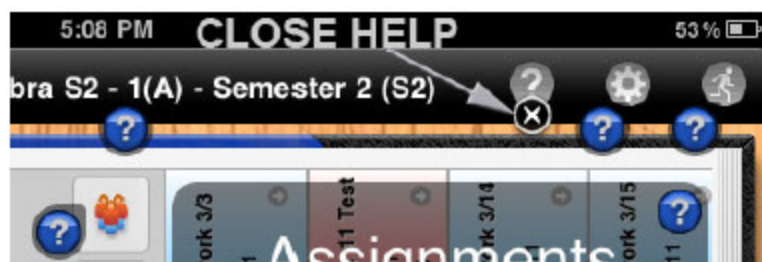 5:08 PM CLOSE HELP 53%
bra S2 - 1(A) - Semester 2 (S2) ?
? ? ?
ork 3/3
11 Test
rk 3/14
ork 3/15
?
?
Assignments